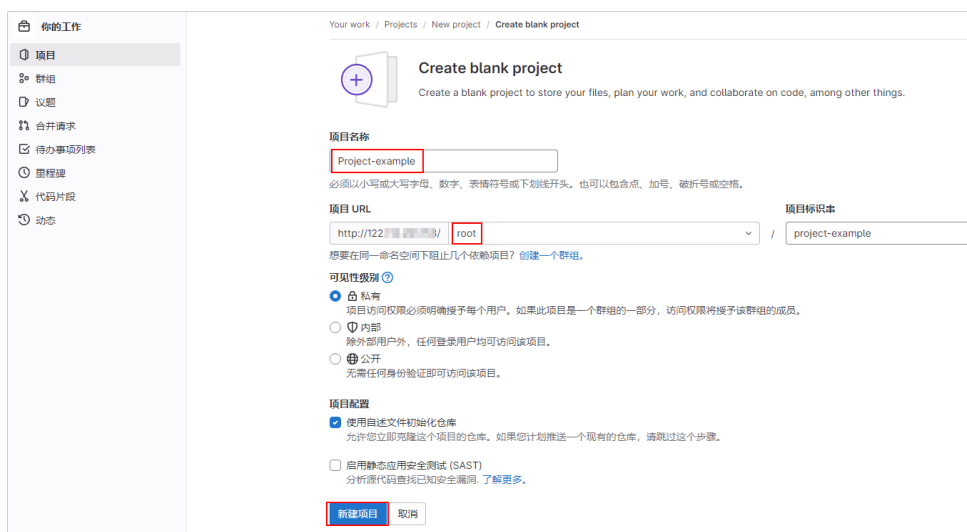 你的工作
项目
群组
议题
合并请求
待办事项列表
里程碑
代码片段
动态
Your work / Projects / New project / Create blank project
Create blank project
Create a blank project to store your files, plan your work, and collaborate on code, among other things.
项目名称
Project-example
必须以小写或大写字母、数字、表情符号或下划线开头。也可以包含点、加号、破折号或空格。
项目 URL
项目标识串
http://122 / root / project-example
想要在同一命名空间下阻止几个依赖项目？创建一个群组。
可见性级别
私有
项目访问权限必须明确授予每个用户。如果此项目是一个群组的一部分，访问权限将授予该群组的成员。
内部
除外部用户外，任何登录用户均可访问该项目。
公开
无需任何身份验证即可访问该项目。
项目配置
使用自述文件初始化仓库
允许您立即克隆这个项目的仓库。如果您计划推送一个现有的仓库，请跳过这个步骤。
启用静态应用安全测试 (SAST)
分析源代码查找已知安全漏洞. 了解更多。
新建项目 取消